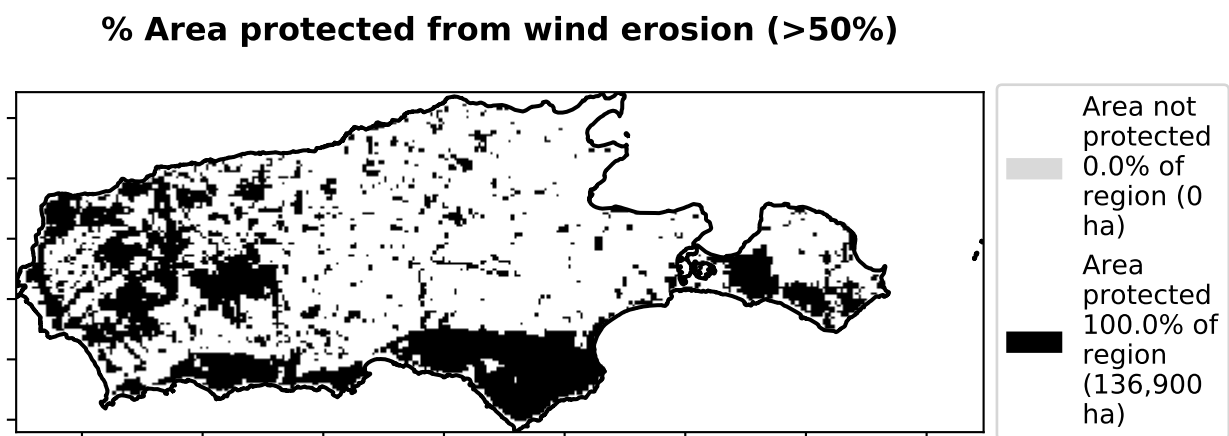 % Area protected from wind erosion (>50%)
Area not
protected
0.0% of
region (0
ha)
Area
protected
100.0% of
region
(136,900
ha)